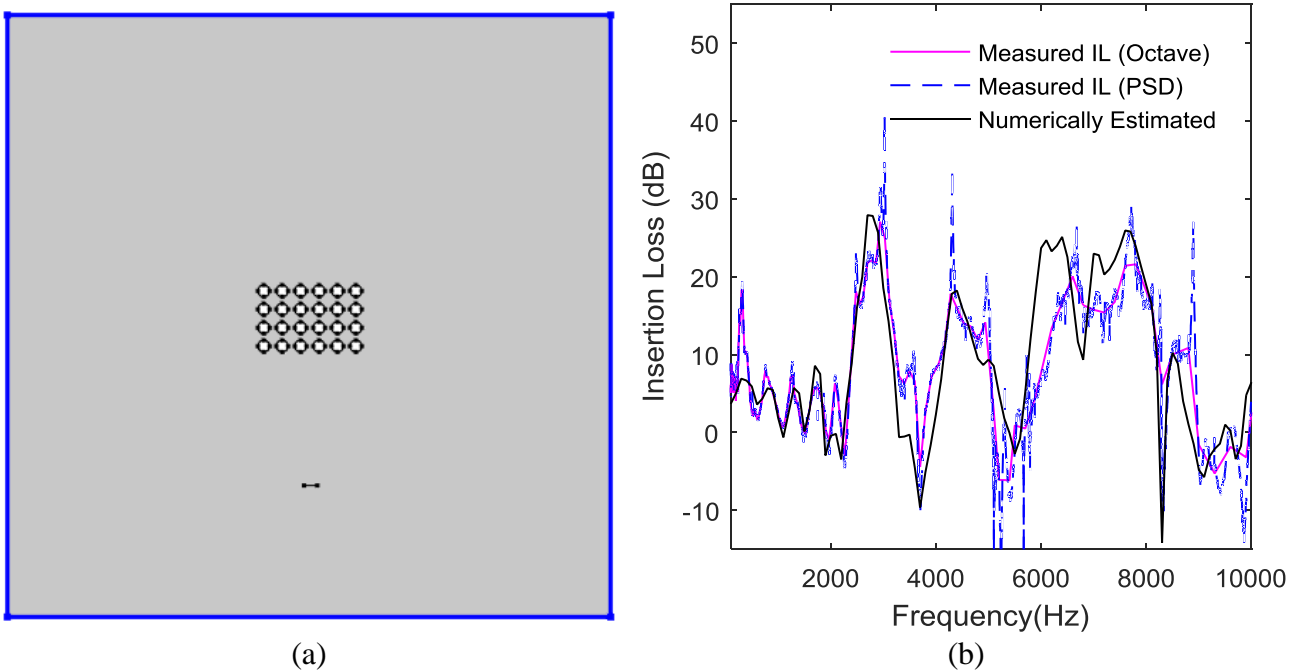 50
40
30
20
10
0
-10
Insertion Loss (dB)
Measured IL (Octave)
Measured IL (PSD)
Numerically Estimated
2000 4000 6000 8000 10000
Frequency(Hz)
(a) (b)